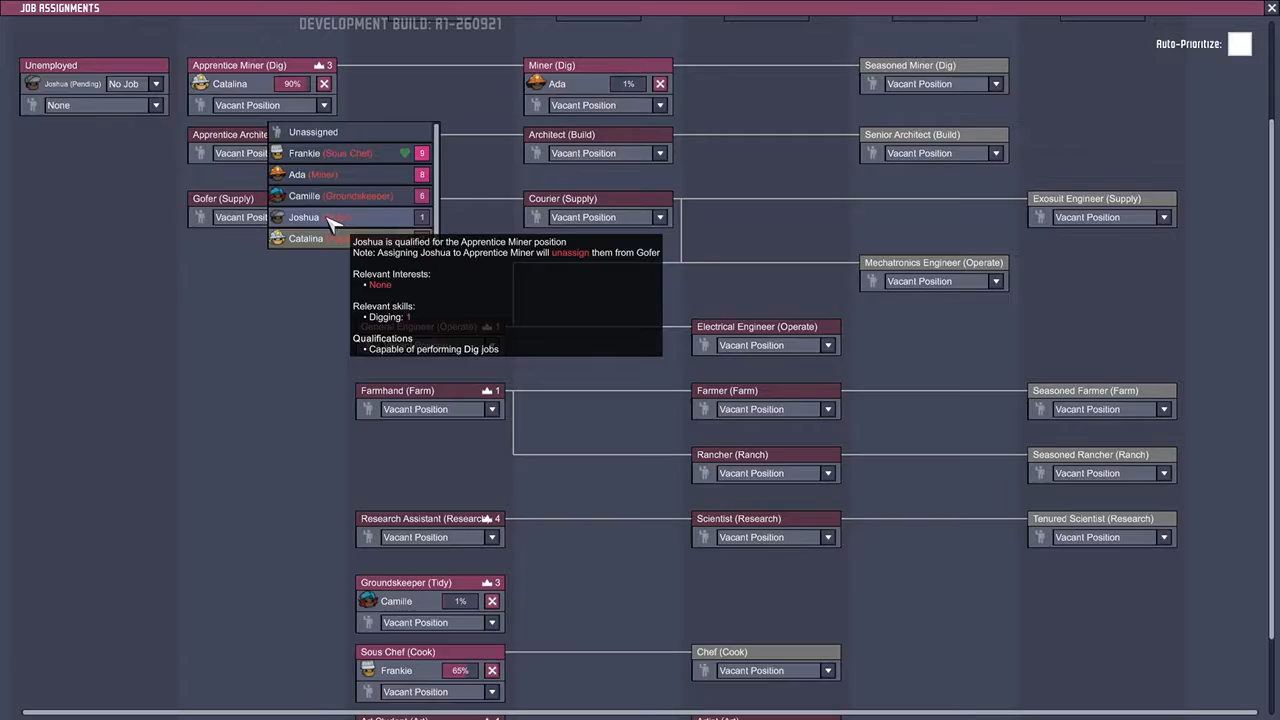 JOB ASSIGNMENTS
DEVELOPMENT BUILD: R1-260921
Auto-Prioritize:
Unemployed
Joshua (Pending) No Job
None
Apprentice Miner (Dig) 3
Catalina 90%
Vacant Position
Miner (Dig)
Ada 1%
Vacant Position
Seasoned Miner (Dig)
Vacant Position
Unassigned
Frankie (Sous Chef) 9
Ada (Miner) 8
Camille (Groundskeeper) 6
Joshua 1
Catalina
Apprentice Archite
Vacant Posit
Architect (Build)
Vacant Position
Senior Architect (Build)
Vacant Position
Gofer (Supply)
Vacant Posit
Courier (Supply)
Vacant Position
Exosuit Engineer (Supply)
Vacant Position
Joshua is qualified for the Apprentice Miner position
Note: Assigning Joshua to Apprentice Miner will unassign them from Gofer
Relevant Interests:
• None
Relevant skills:
• Digging: 1
Qualifications
• Capable of performing Dig jobs
Mechatronics Engineer (Operate)
Vacant Position
General Engineer (Operate) 1
Electrical Engineer (Operate)
Vacant Position
Farmhand (Farm) 1
Vacant Position
Farmer (Farm)
Vacant Position
Seasoned Farmer (Farm)
Vacant Position
Rancher (Ranch)
Vacant Position
Seasoned Rancher (Ranch)
Vacant Position
Research Assistant (Research 4
Vacant Position
Scientist (Research)
Vacant Position
Tenured Scientist (Research)
Vacant Position
Groundskeeper (Tidy) 3
Camille 1%
Vacant Position
Sous Chef (Cook)
Frankie 65%
Vacant Position
Chef (Cook)
Vacant Position